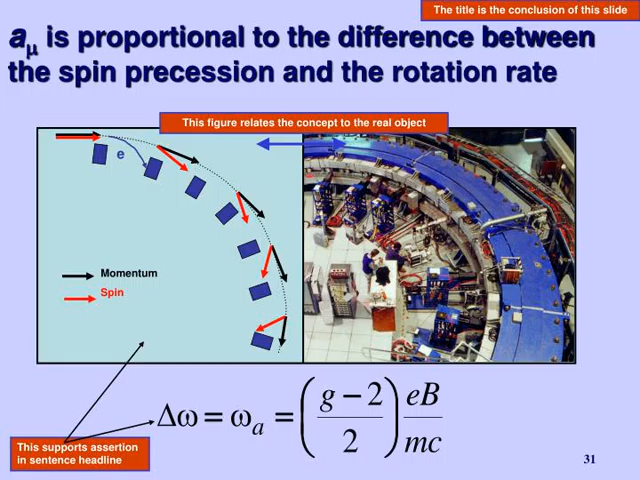 The title is the conclusion of this slide
aμ is proportional to the difference between
the spin precession and the rotation rate
This figure relates the concept to the real object
e
Momentum
Spin
Δω = ωa = ( (g − 2) / 2 ) eB / mc
This supports assertion
in sentence headline
31